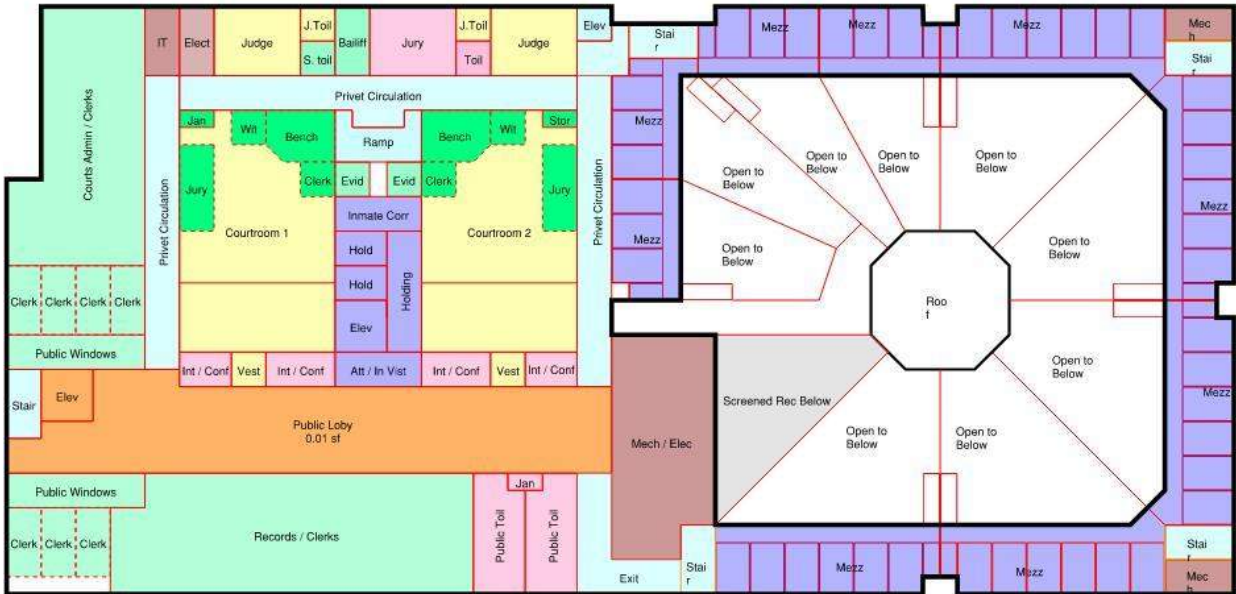 Mezz
Mezz
Mezz
Mec
h
IT
Elect
Judge
J.Toil
S. toil
Bailiff
Jury
J.Toil
Toil
Judge
Elev
Stai
r
Stai
r
Privet Circulation
Courts Admin / Clerks
Jan
Wit
Bench
Ramp
Bench
Wit
Stor
Mezz
Open to
Below
Open to
Below
Open to
Below
Open to
Below
Jury
Clerk
Evid
Evid
Clerk
Jury
Privet Circulation
Privet Circulation
Inmate Corr
Courtroom 1
Courtroom 2
Mezz
Mezz
Open to
Below
Open to
Below
Hold
Hold
Holding
Elev
Clerk
Clerk
Clerk
Clerk
Roo
f
Public Windows
Int / Conf
Vest
Int / Conf
Att / In Vist
Int / Conf
Vest
Int / Conf
Open to
Below
Stair
Elev
Screened Rec Below
Mezz
Public Loby
0.01 sf
Mech / Elec
Open to
Below
Open to
Below
Public Windows
Jan
Public Toil
Public Toil
Clerk
Clerk
Clerk
Records / Clerks
Exit
Stai
r
Mezz
Mezz
Stai
r
Mec
h